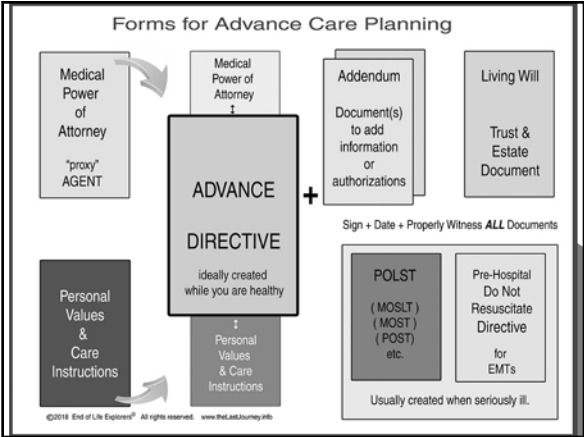 Forms for Advance Care Planning
Medical
Power
of
Attorney
"proxy"
AGENT
Medical
Power of
Attorney
ADVANCE
DIRECTIVE
ideally created
while you are healthy
Personal
Values
& Care
Instructions
Personal
Values
&
Care
Instructions
+
Addendum
Document(s)
to add
information
or
authorizations
Living Will
Trust &
Estate
Document
Sign + Date + Properly Witness ALL Documents
POLST
( MOSLT )
( MOST )
( POST)
etc.
Pre-Hospital
Do Not
Resuscitate
Directive
for
EMTs
Usually created when seriously ill.
©2018 End of Life Explorers® All rights reserved. www.theLastJourney.info